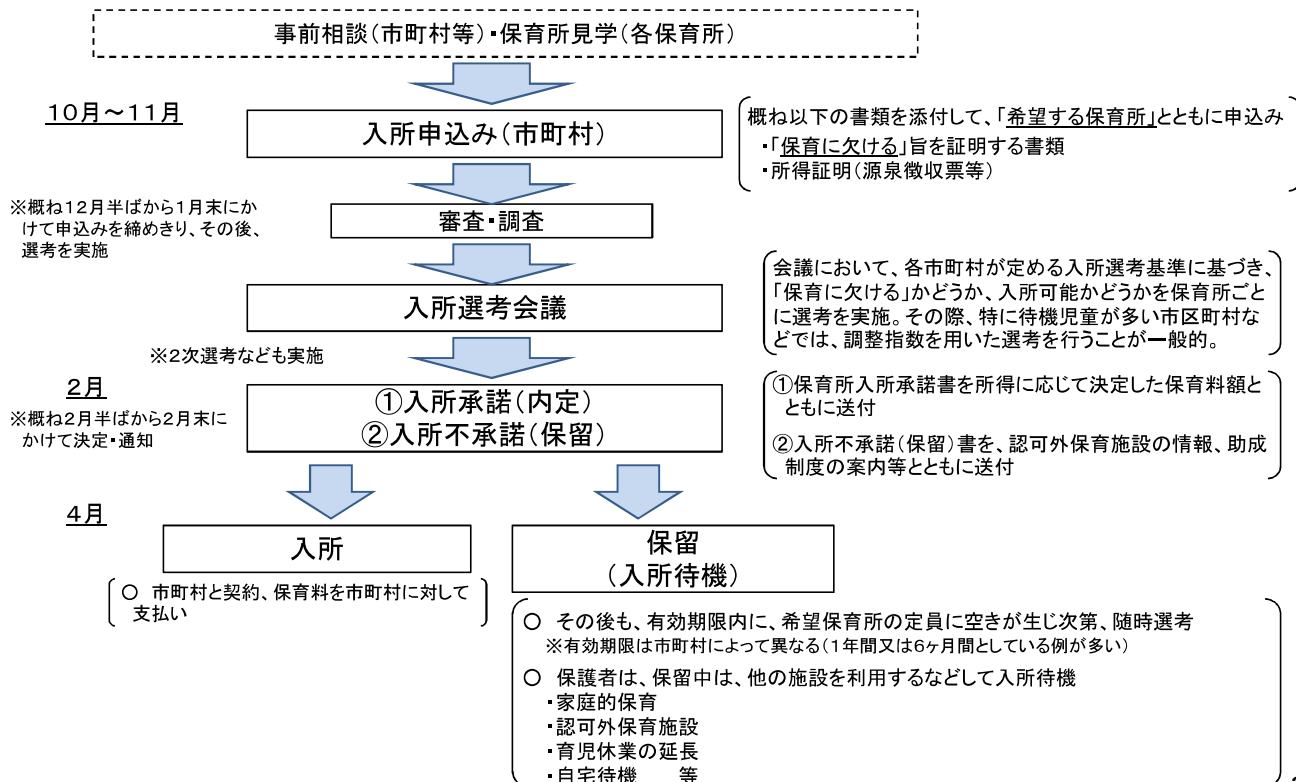 事前相談(市町村等)・保育所見学(各保育所)
10月～11月
入所申込み(市町村)
概ね以下の書類を添付して、「希望する保育所」とともに申込み
・「保育に欠ける」旨を証明する書類
・所得証明(源泉徴収票等)
※概ね12月半ばから1月末にか
けて申込みを締めきり、その後、
選考を実施
審査・調査
入所選考会議
会議において、各市町村が定める入所選考基準に基づき、
「保育に欠ける」かどうか、入所可能かどうかを保育所ごと
に選考を実施。その際、特に待機児童が多い市区町村な
どでは、調整指数を用いた選考を行うことが一般的。
※2次選考なども実施
2月
※概ね2月半ばから2月末に
かけて決定・通知
①入所承諾(内定)
②入所不承諾(保留)
①保育所入所承諾書を所得に応じて決定した保育料額と
ともに送付
②入所不承諾(保留)書を、認可外保育施設の情報、助成
制度の案内等とともに送付
4月
入所
○ 市町村と契約、保育料を市町村に対して
支払い
保留
(入所待機)
○ その後も、有効期限内に、希望保育所の定員に空きが生じ次第、随時選考
※有効期限は市町村によって異なる(1年間又は6ヶ月間としている例が多い)
○ 保護者は、保留中は、他の施設を利用するなどして入所待機
・家庭的保育
・認可外保育施設
・育児休業の延長
・自宅待機 等